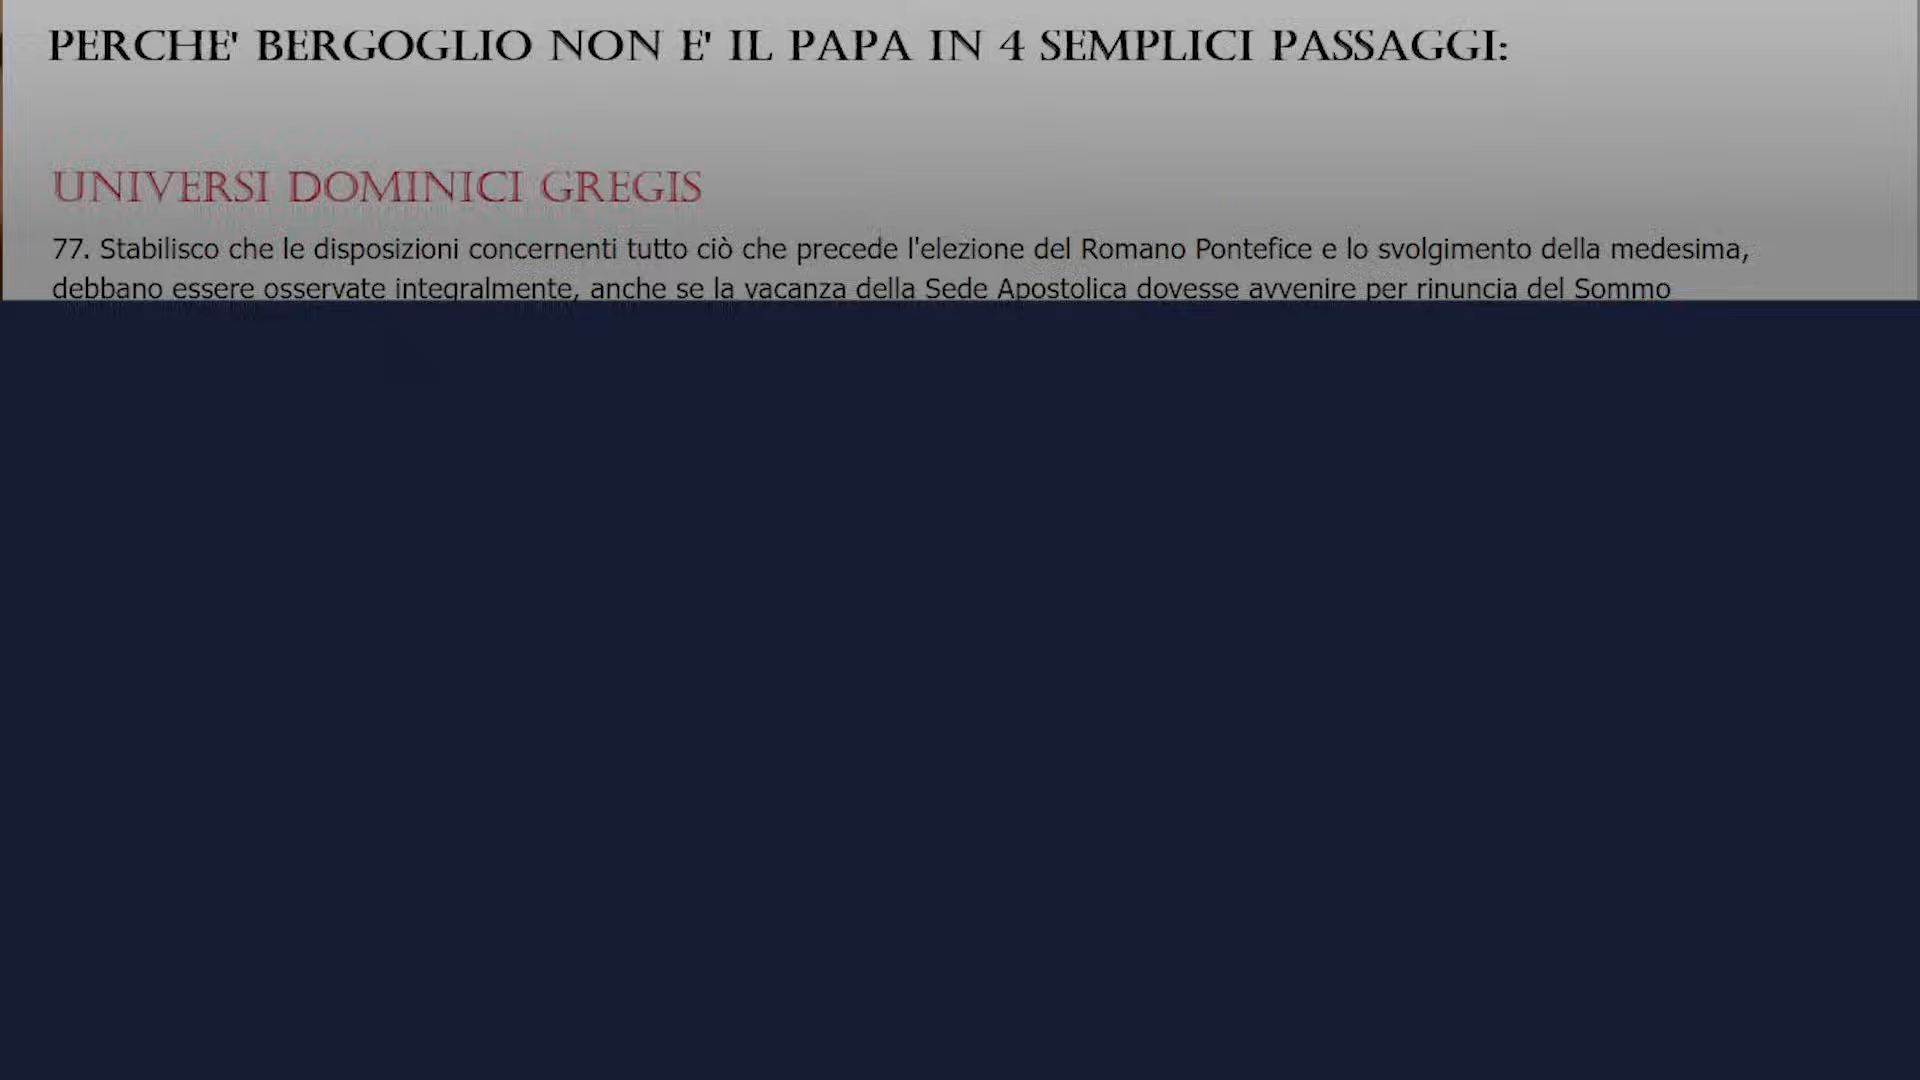 PERCHE' BERGOGLIO NON E' IL PAPA IN 4 SEMPLICI PASSAGGI:
UNIVERSI DOMINICI GREGIS
77. Stabilisco che le disposizioni concernenti tutto ciò che precede l'elezione del Romano Pontefice e lo svolgimento della medesima,
debbano essere osservate integralmente, anche se la vacanza della Sede Apostolica dovesse avvenire per rinuncia del Sommo